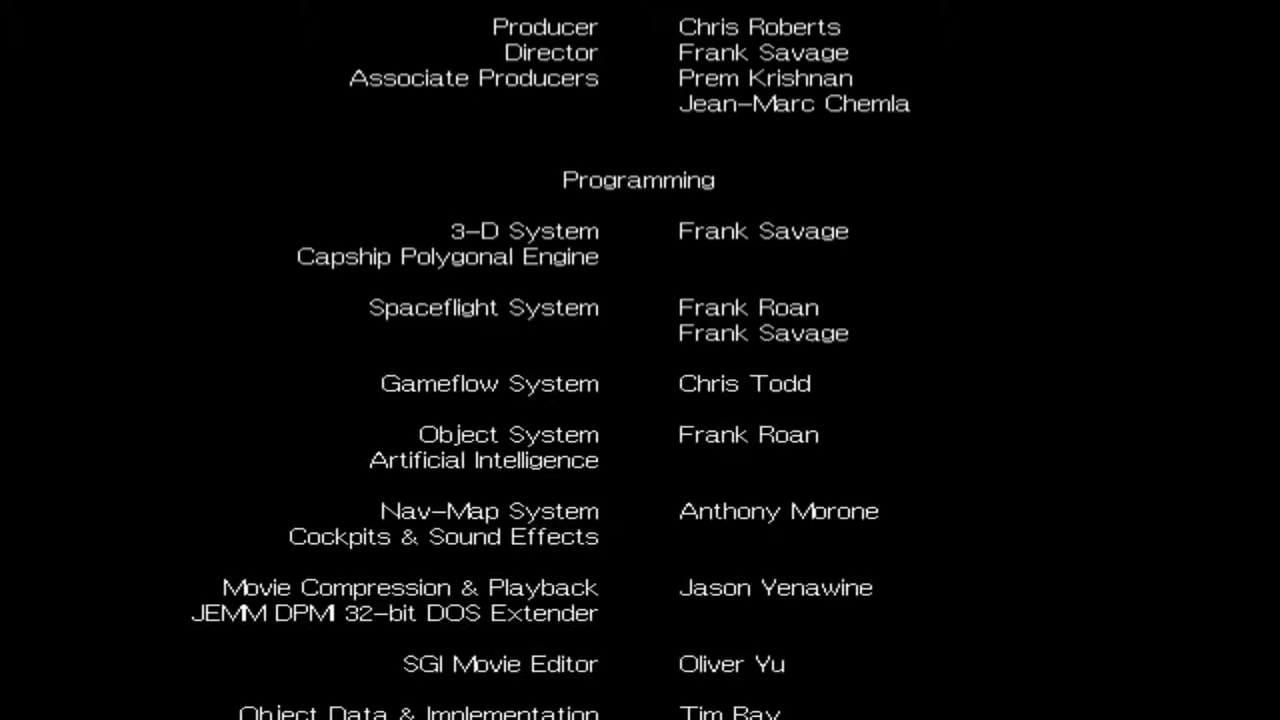 Producer Chris Roberts
Director Frank Savage
Associate Producers Prem Krishnan
Jean-Marc Chemla
Programming
3-D System Frank Savage
Capship Polygonal Engine
Spaceflight System Frank Roan
Frank Savage
Gameflow System Chris Todd
Object System Frank Roan
Artificial Intelligence
Nav-Map System Anthony Morone
Cockpits & Sound Effects
Movie Compression & Playback Jason Yenawine
JEMM DPMI 32-bit DOS Extender
SGI Movie Editor Oliver Yu
Object Data & Implementation Tim Ray